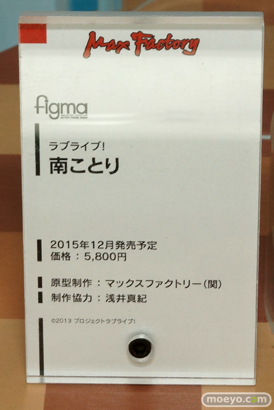 Max Factory
figma
ラブライブ!
南ことり
2015年12月発売予定
価格:5,800円
原型制作:マックスファクトリー(関)
制作協力:浅井真紀
©2013 プロジェクトラブライブ!
moeyo.com